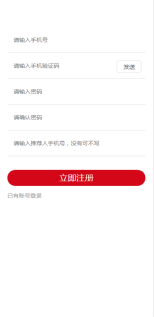 请输入手机号
请输入手机验证码
发送
请输入密码
请确认密码
请输入推荐人手机号，没有可不写
立即注册
已有账号登录